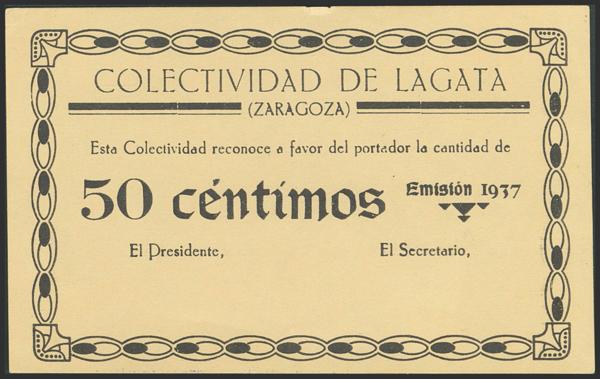 COLECTIVIDAD DE LAGATA
(ZARAGOZA)
Esta Colectividad reconoce a favor del portador la cantidad de
50 céntimos Emisión 1937
El Presidente, El Secretario,